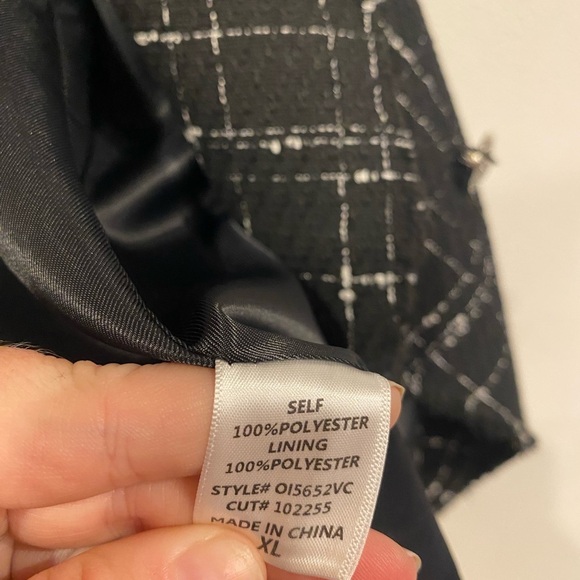 SELF
100%POLYESTER
LINING
100%POLYESTER
STYLE# OI5652VC
CUT# 102255
MADE IN CHINA
XL